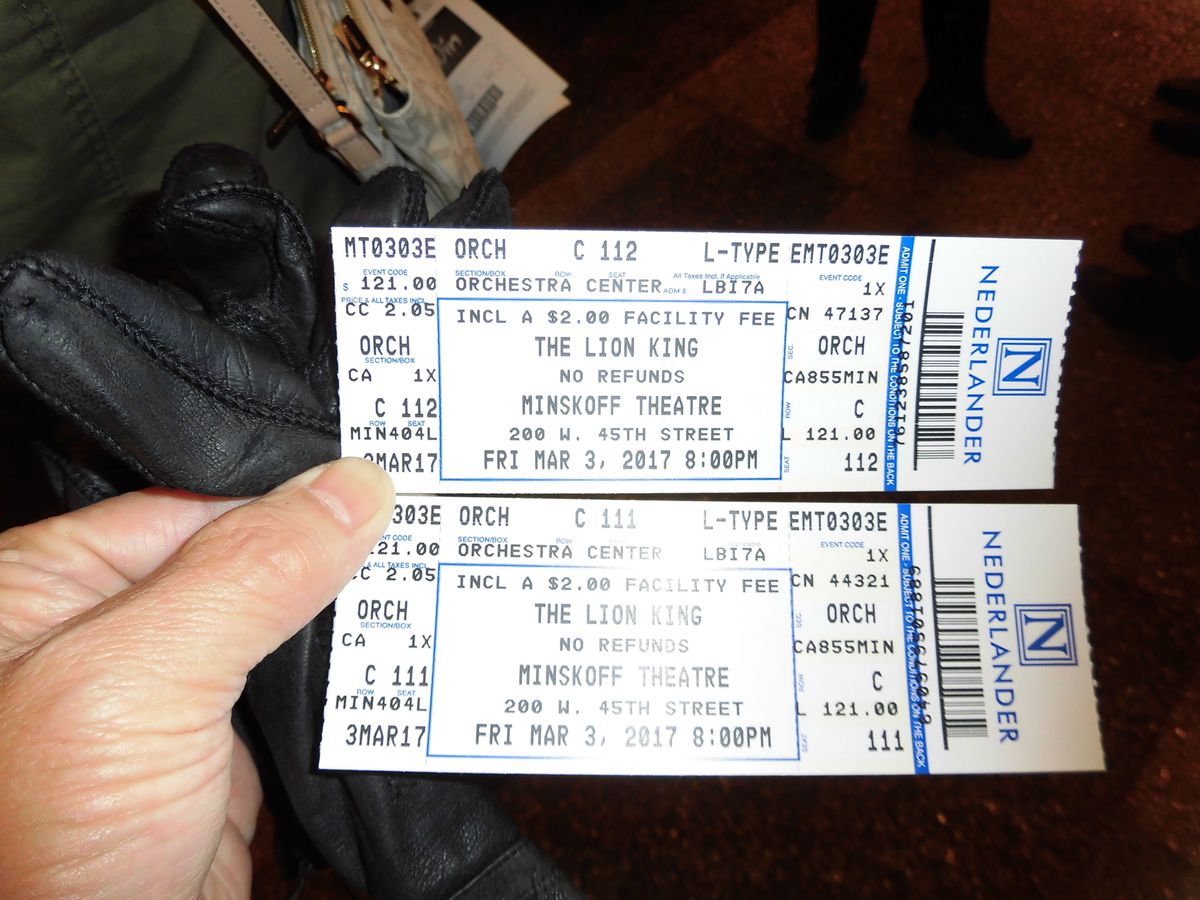 MT0303E ORCH C 112 L-TYPE EMT0303E
EVENT CODE SECTION/BOX ROW SEAT All Taxes Incl. If Applicable EVENT CODE
$ 121.00 ORCHESTRA CENTER ADM $ LBI7A 1X
PRICE & ALL TAXES INCL.
CC 2.05 INCL A $2.00 FACILITY FEE CN 47137
ORCH THE LION KING SEC. ORCH
SECTION/BOX
CA 1X NO REFUNDS CA855MIN
C 112 MINSKOFF THEATRE ROW C
ROW SEAT
MIN404L 200 W. 45TH STREET L 121.00
3MAR17 FRI MAR 3, 2017 8:00PM SEAT 112
ADMIT ONE - SUBJECT TO THE CONDITIONS ON THE BACK
NEDERLANDER
N
303E ORCH C 111 L-TYPE EMT0303E
SECTION/BOX ROW EVENT CODE
21.00 ORCHESTRA CENTER LBI7A 1X
& ALL TAXES INCL.
CC 2.05 INCL A $2.00 FACILITY FEE CN 44321
ORCH THE LION KING SEC. ORCH
SECTION/BOX
CA 1X NO REFUNDS CA855MIN
C 111 MINSKOFF THEATRE ROW C
ROW SEAT
MIN404L 200 W. 45TH STREET L 121.00
3MAR17 FRI MAR 3, 2017 8:00PM SEAT 111
ADMIT ONE - SUBJECT TO THE CONDITIONS ON THE BACK
NEDERLANDER
N